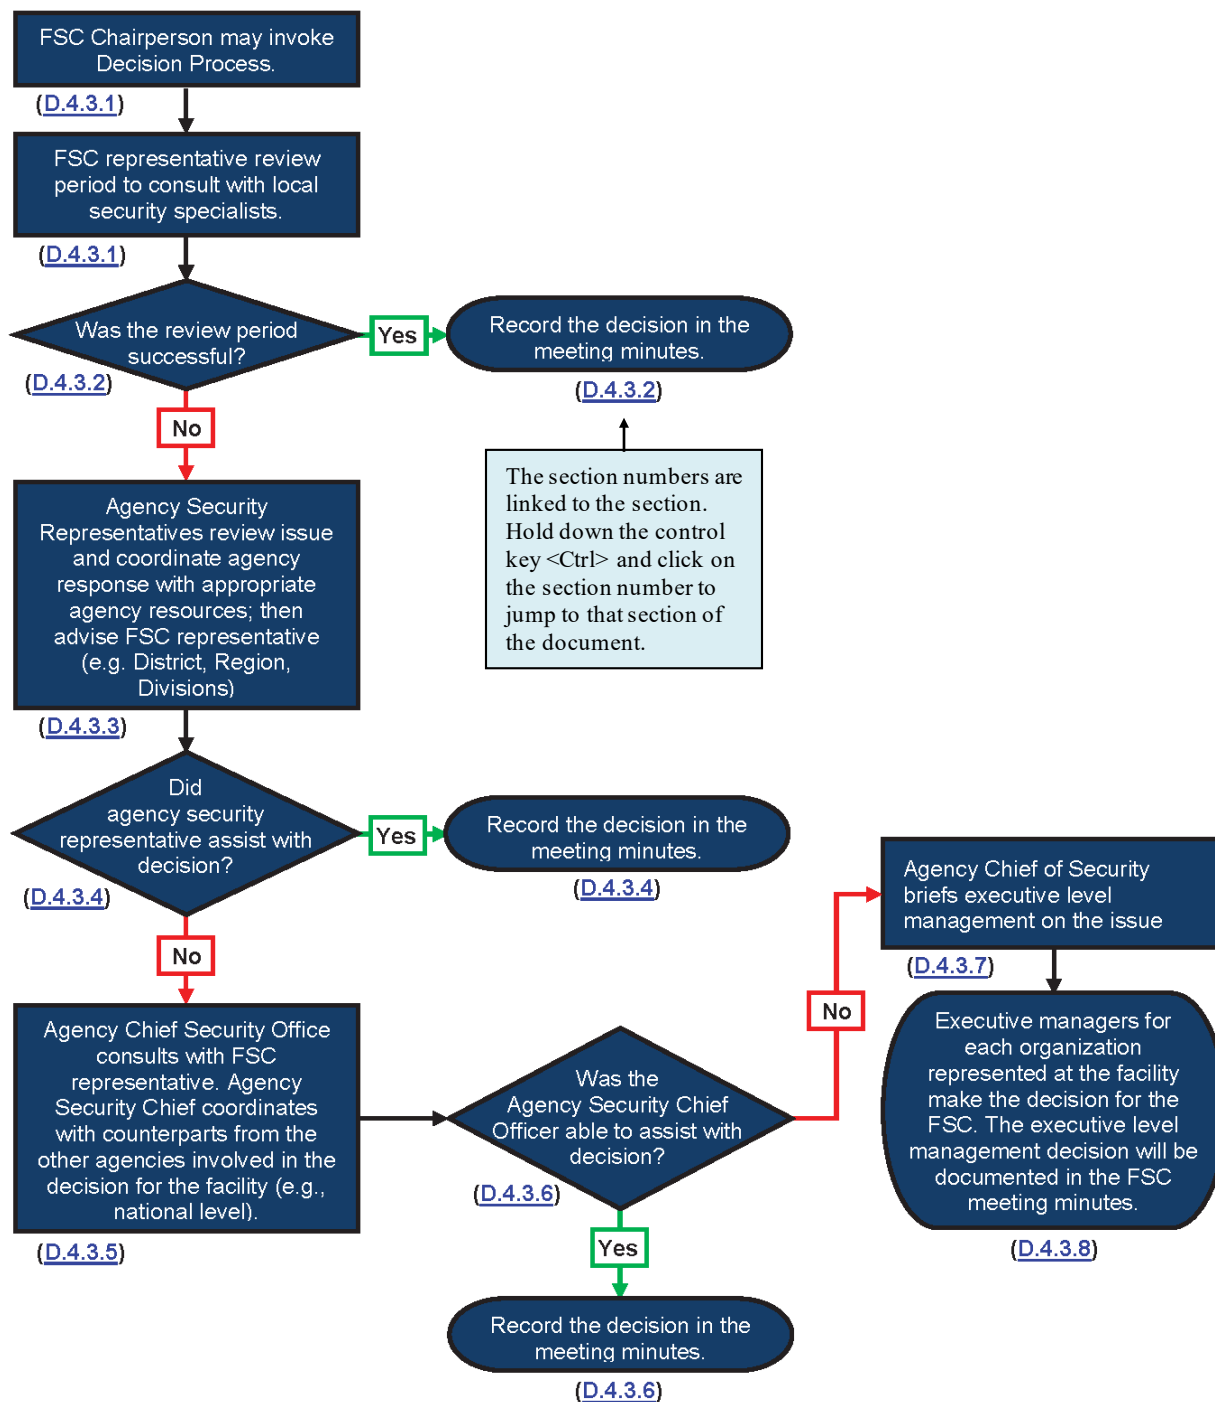 FSC Chairperson may invoke
Decision Process.
(D.4.3.1)
FSC representative review
period to consult with local
security specialists.
(D.4.3.1)
Was the review period
successful?
(D.4.3.2)
Yes
Record the decision in the
meeting minutes.
(D.4.3.2)
No
The section numbers are
linked to the section.
Hold down the control
key <Ctrl> and click on
the section number to
jump to that section of
the document.
Agency Security
Representatives review issue
and coordinate agency
response with appropriate
agency resources; then
advise FSC representative
(e.g. District, Region,
Divisions)
(D.4.3.3)
Did
agency security
representative assist with
decision?
(D.4.3.4)
Yes
Record the decision in the
meeting minutes.
(D.4.3.4)
No
Agency Chief Security Office
consults with FSC
representative. Agency
Security Chief coordinates
with counterparts from the
other agencies involved in the
decision for the facility (e.g.,
national level).
(D.4.3.5)
Was the
Agency Security Chief
Officer able to assist with
decision?
(D.4.3.6)
Yes
Record the decision in the
meeting minutes.
(D.4.3.6)
No
Agency Chief of Security
briefs executive level
management on the issue
(D.4.3.7)
Executive managers for
each organization
represented at the facility
make the decision for the
FSC. The executive level
management decision will be
documented in the FSC
meeting minutes.
(D.4.3.8)